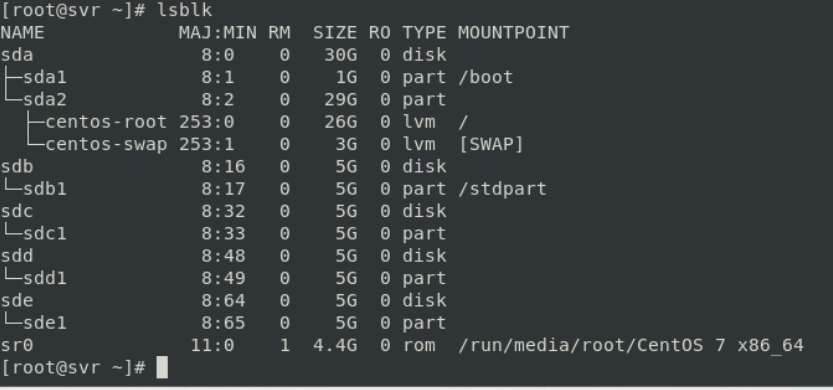 [root@svr ~]# lsblk
NAME            MAJ:MIN RM  SIZE RO TYPE MOUNTPOINT
sda               8:0    0   30G  0 disk
├─sda1            8:1    0    1G  0 part /boot
└─sda2            8:2    0   29G  0 part
  ├─centos-root 253:0    0   26G  0 lvm  /
  └─centos-swap 253:1    0    3G  0 lvm  [SWAP]
sdb               8:16   0    5G  0 disk
└─sdb1            8:17   0    5G  0 part /stdpart
sdc               8:32   0    5G  0 disk
└─sdc1            8:33   0    5G  0 part
sdd               8:48   0    5G  0 disk
└─sdd1            8:49   0    5G  0 part
sde               8:64   0    5G  0 disk
└─sde1            8:65   0    5G  0 part
sr0              11:0    1  4.4G  0 rom  /run/media/root/CentOS 7 x86_64
[root@svr ~]#